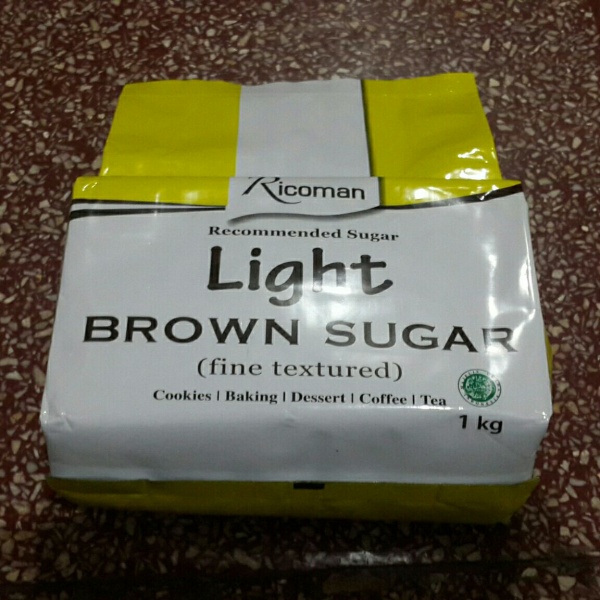 Ricoman
Recommended Sugar
Light
BROWN SUGAR
(fine textured)
Cookies | Baking | Dessert | Coffee | Tea
1 kg